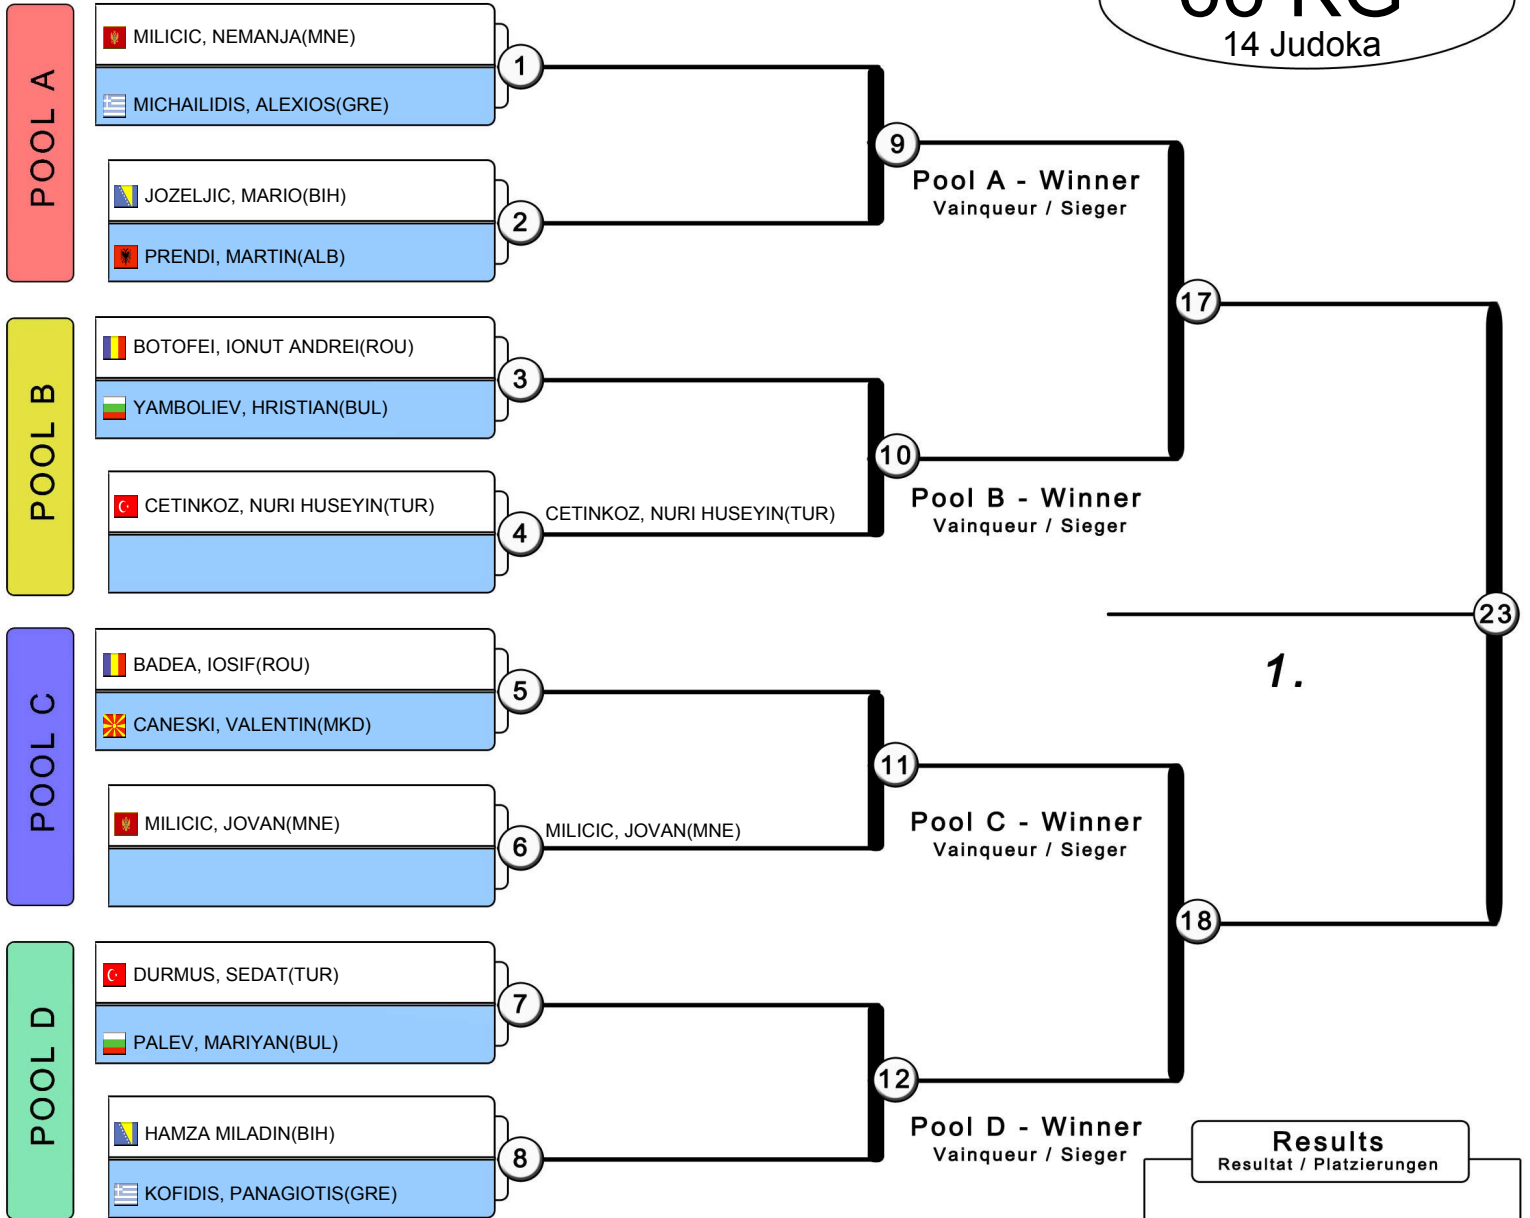 KG
14 Judoka
POOL A
MILICIC, NEMANJA(MNE)
MICHAILIDIS, ALEXIOS(GRE)
1
JOZELJIC, MARIO(BIH)
PRENDI, MARTIN(ALB)
2
9
Pool A - Winner
Vainqueur / Sieger
17
POOL B
BOTOFEI, IONUT ANDREI(ROU)
YAMBOLIEV, HRISTIAN(BUL)
3
CETINKOZ, NURI HUSEYIN(TUR)
4
CETINKOZ, NURI HUSEYIN(TUR)
10
Pool B - Winner
Vainqueur / Sieger
23
1.
POOL C
BADEA, IOSIF(ROU)
CANESKI, VALENTIN(MKD)
5
MILICIC, JOVAN(MNE)
6
MILICIC, JOVAN(MNE)
11
Pool C - Winner
Vainqueur / Sieger
18
POOL D
DURMUS, SEDAT(TUR)
PALEV, MARIYAN(BUL)
7
HAMZA MILADIN(BIH)
KOFIDIS, PANAGIOTIS(GRE)
8
12
Pool D - Winner
Vainqueur / Sieger
Results
Resultat / Platzierungen